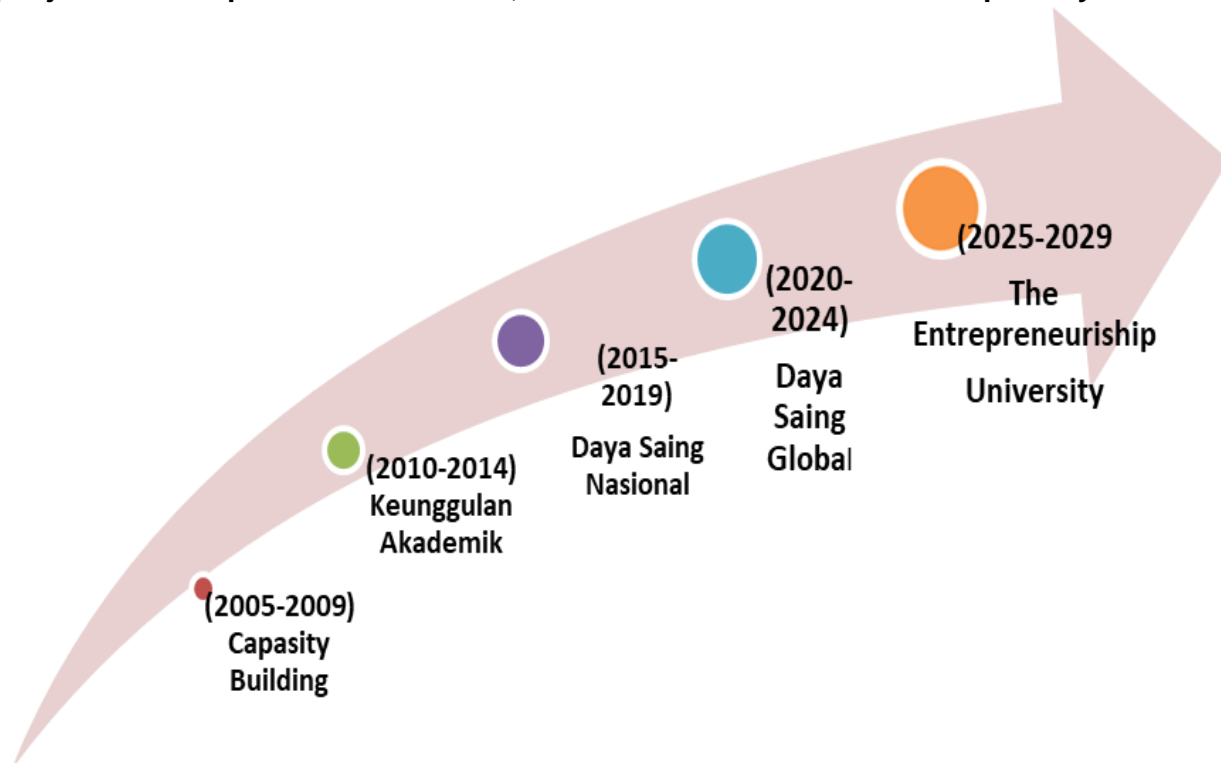 (2005-2009)
Capasity
Building
(2010-2014)
Keunggulan
Akademik
(2015-
2019)
Daya Saing
Nasional
(2020-
2024)
Daya
Saing
Global
(2025-2029
The
Entrepreneuriship
University